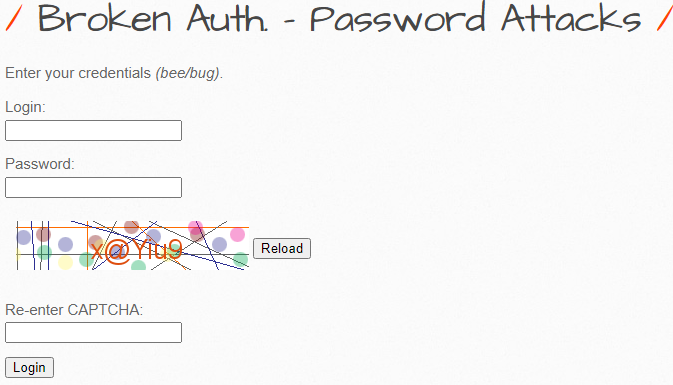 / Broken Auth. - Password Attacks /
Enter your credentials (bee/bug).
Login:
Password:
x@Yiu9
Reload
Re-enter CAPTCHA:
Login